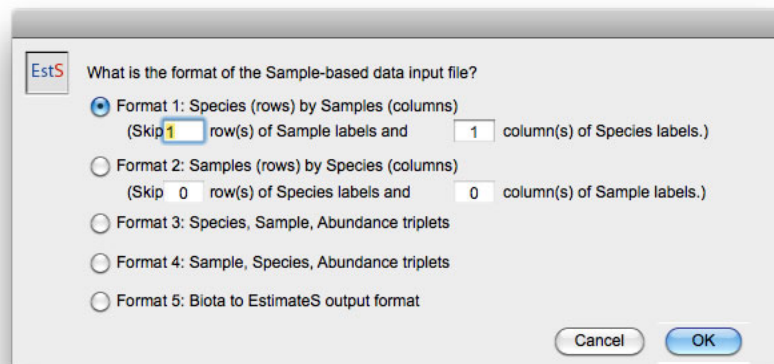 EstS
What is the format of the Sample-based data input file?
Format 1: Species (rows) by Samples (columns)
(Skip 1 row(s) of Sample labels and 1 column(s) of Species labels.)
Format 2: Samples (rows) by Species (columns)
(Skip 0 row(s) of Species labels and 0 column(s) of Sample labels.)
Format 3: Species, Sample, Abundance triplets
Format 4: Sample, Species, Abundance triplets
Format 5: Biota to EstimateS output format
Cancel OK